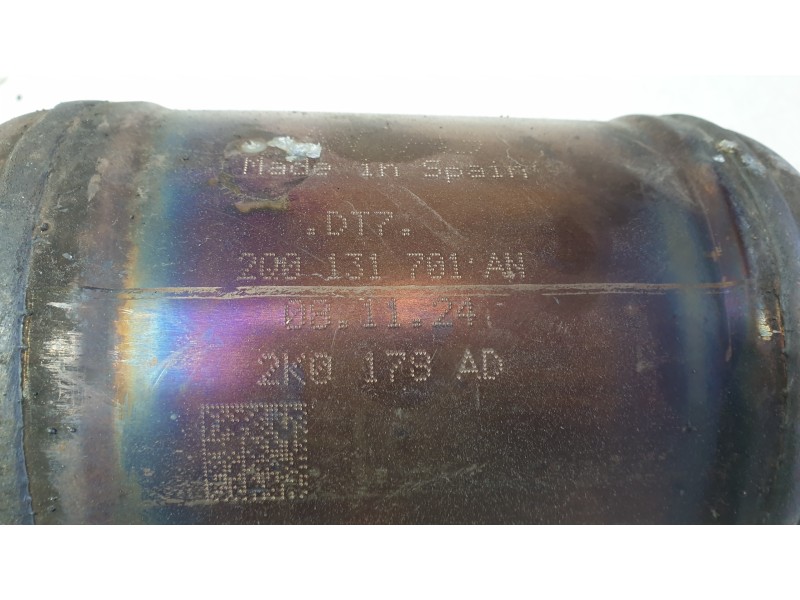 Made in Spain
.DT7.
2Q0 131 701 AN
08.11.24
2K0 178 AD